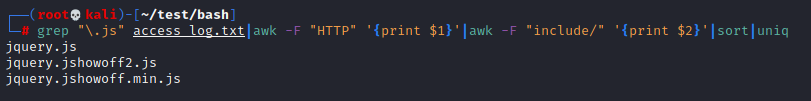 ┌──(root💀kali)-[~/test/bash]
└─# grep "\.js" access_log.txt|awk -F "HTTP" '{print $1}'|awk -F "include/" '{print $2}'|sort|uniq
jquery.js
jquery.jshowoff2.js
jquery.jshowoff.min.js